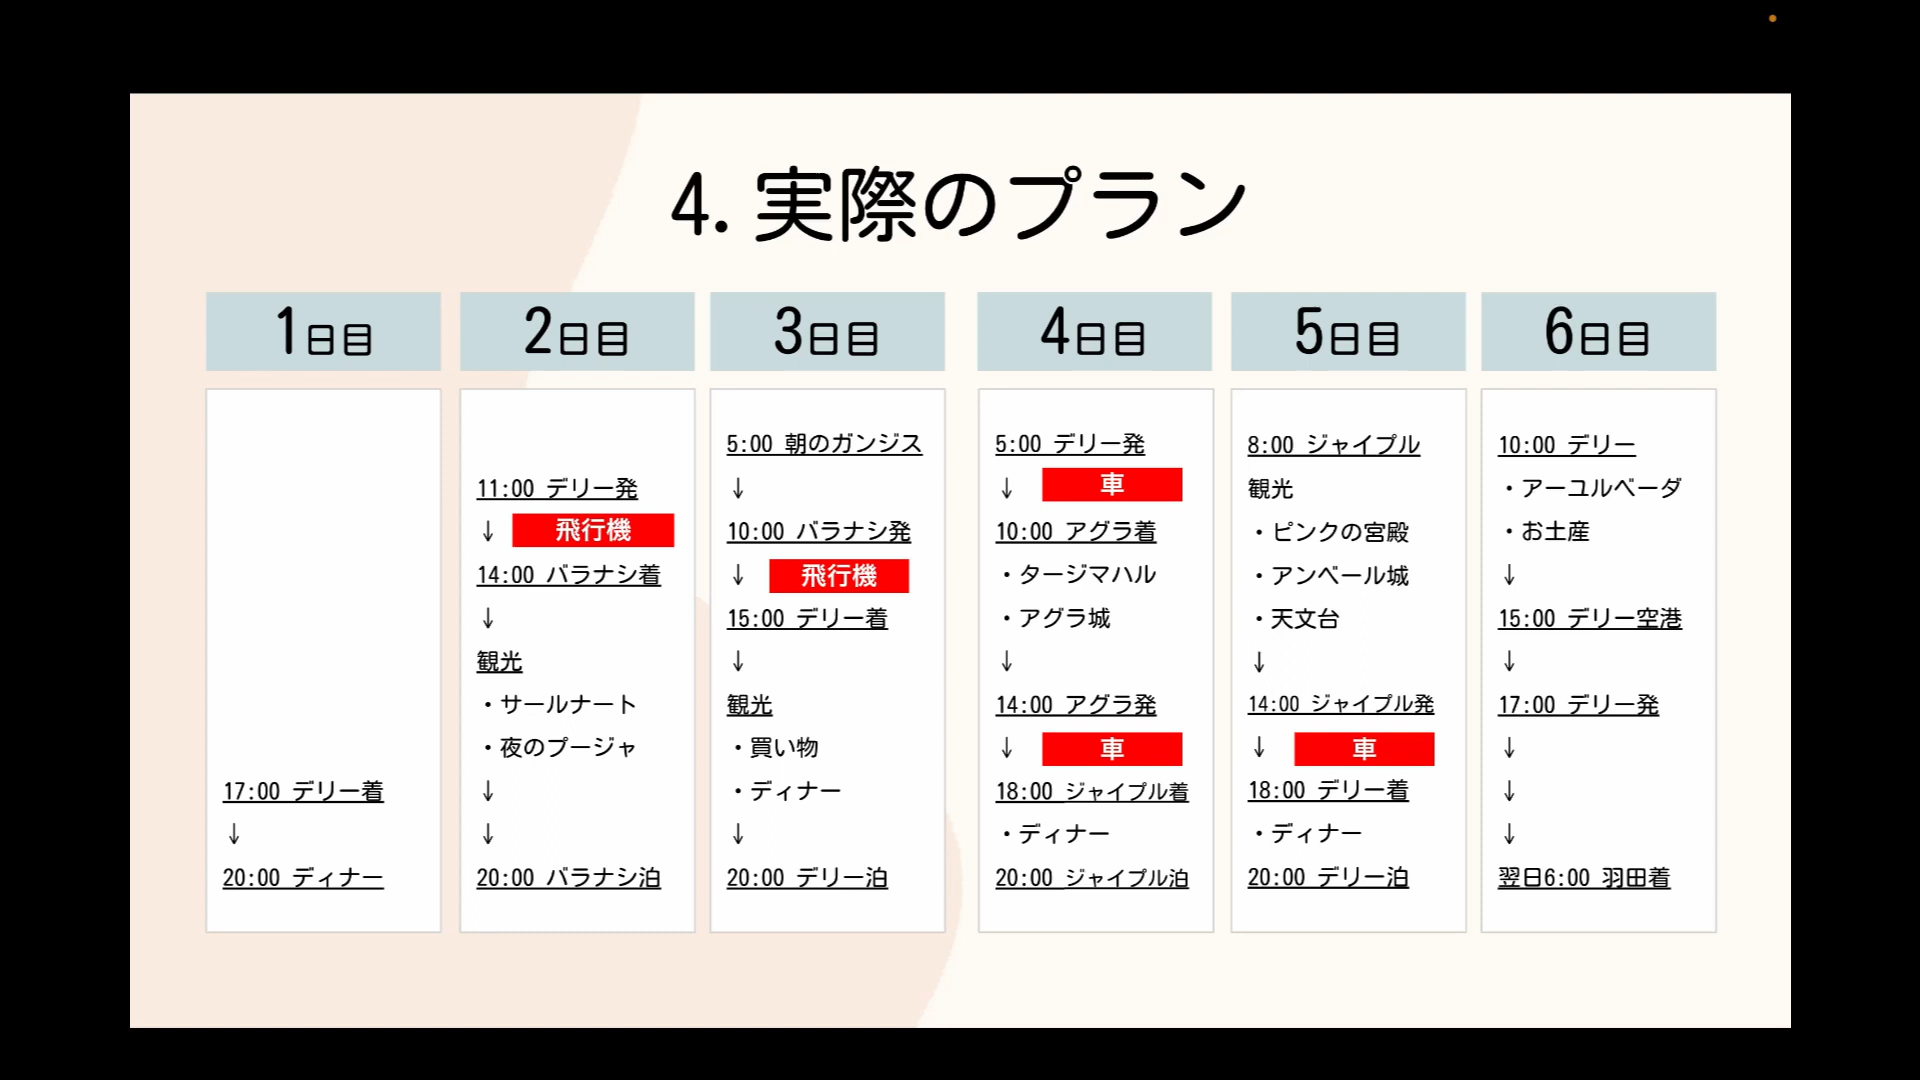 4. 実際のプラン
1日目
17:00 デリー着
↓
20:00 ディナー
2日目
11:00 デリー発
↓ 飛行機
14:00 バラナシ着
↓
観光
・サールナート
・夜のプージャ
↓
↓
20:00 バラナシ泊
3日目
5:00 朝のガンジス
↓
10:00 バラナシ発
↓ 飛行機
15:00 デリー着
↓
観光
・買い物
・ディナー
↓
20:00 デリー泊
4日目
5:00 デリー発
↓ 車
10:00 アグラ着
・タージマハル
・アグラ城
↓
14:00 アグラ発
↓ 車
18:00 ジャイプル着
・ディナー
20:00 ジャイプル泊
5日目
8:00 ジャイプル
観光
・ピンクの宮殿
・アンベール城
・天文台
↓
14:00 ジャイプル発
↓ 車
18:00 デリー着
・ディナー
20:00 デリー泊
6日目
10:00 デリー
・アーユルベーダ
・お土産
↓
15:00 デリー空港
↓
17:00 デリー発
↓
↓
↓
翌日6:00 羽田着